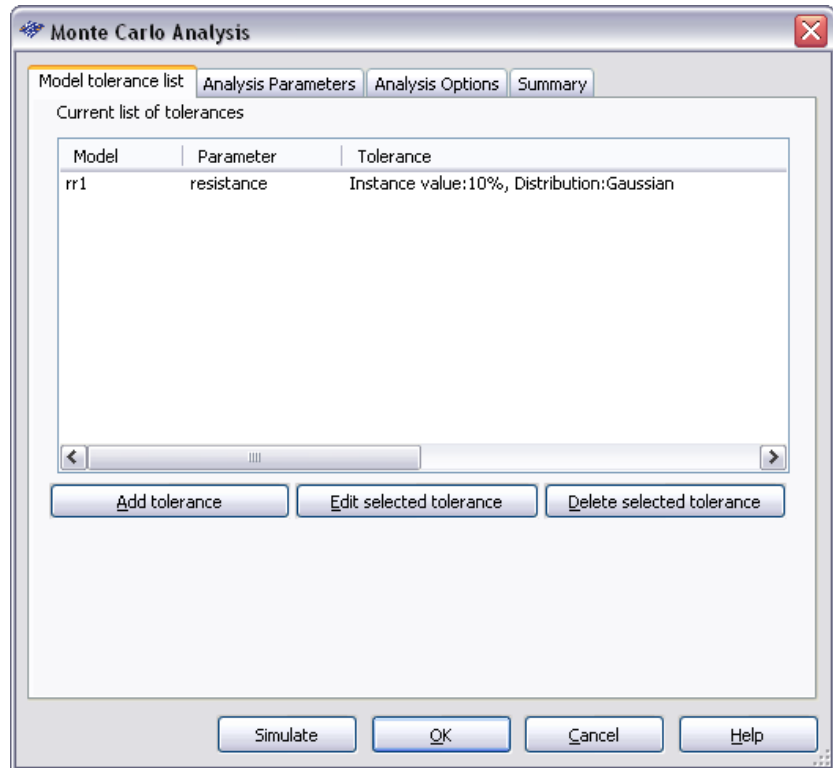 Monte Carlo Analysis
Model tolerance list Analysis Parameters Analysis Options Summary
Current list of tolerances
Model Parameter Tolerance
rr1 resistance Instance value:10%, Distribution:Gaussian
Add tolerance Edit selected tolerance Delete selected tolerance
Simulate OK Cancel Help